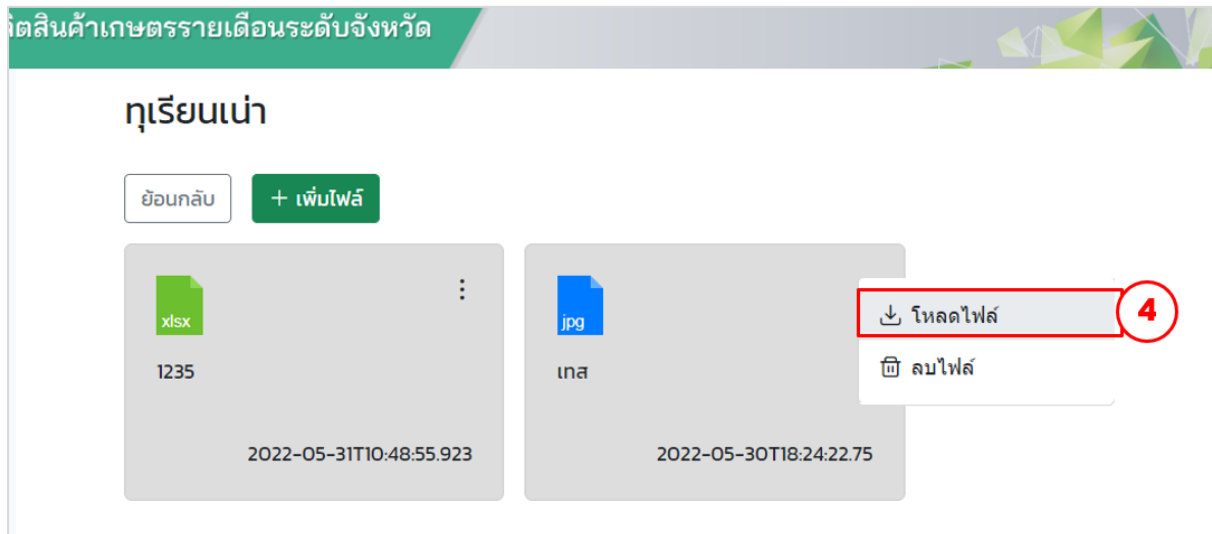 ิตสินค้าเกษตรรายเดือนระดับจังหวัด
ทุเรียนเน่า
ย้อนกลับ
+ เพิ่มไฟล์
xlsx
1235
2022-05-31T10:48:55.923
jpg
เทส
2022-05-30T18:24:22.75
โหลดไฟล์
4
ลบไฟล์